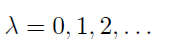 λ = 0, 1, 2, . . .